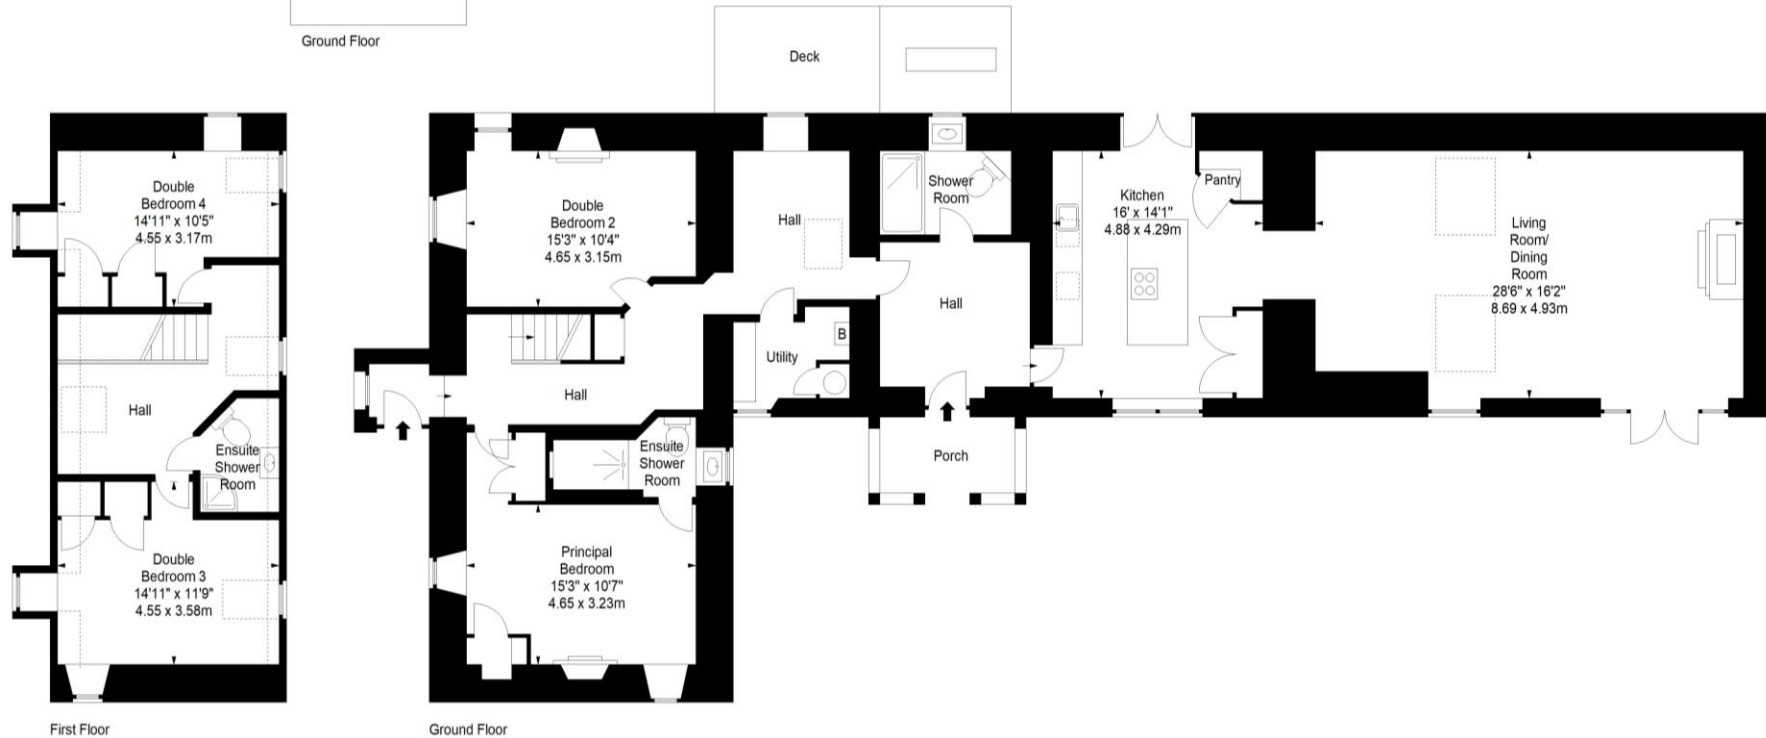 Ground Floor
Deck
Double
Bedroom 4
14'11" x 10'5"
4.55 x 3.17m
Hall
Ensuite
Shower
Room
Double
Bedroom 3
14'11" x 11'9"
4.55 x 3.58m
First Floor
Double
Bedroom 2
15'3" x 10'4"
4.65 x 3.15m
Hall
Shower
Room
Hall
Utility
B
Hall
Ensuite
Shower
Room
Principal
Bedroom
15'3" x 10'7"
4.65 x 3.23m
Porch
Kitchen
16' x 14'1"
4.88 x 4.29m
Pantry
Living
Room/
Dining
Room
28'6" x 16'2"
8.69 x 4.93m
Ground Floor